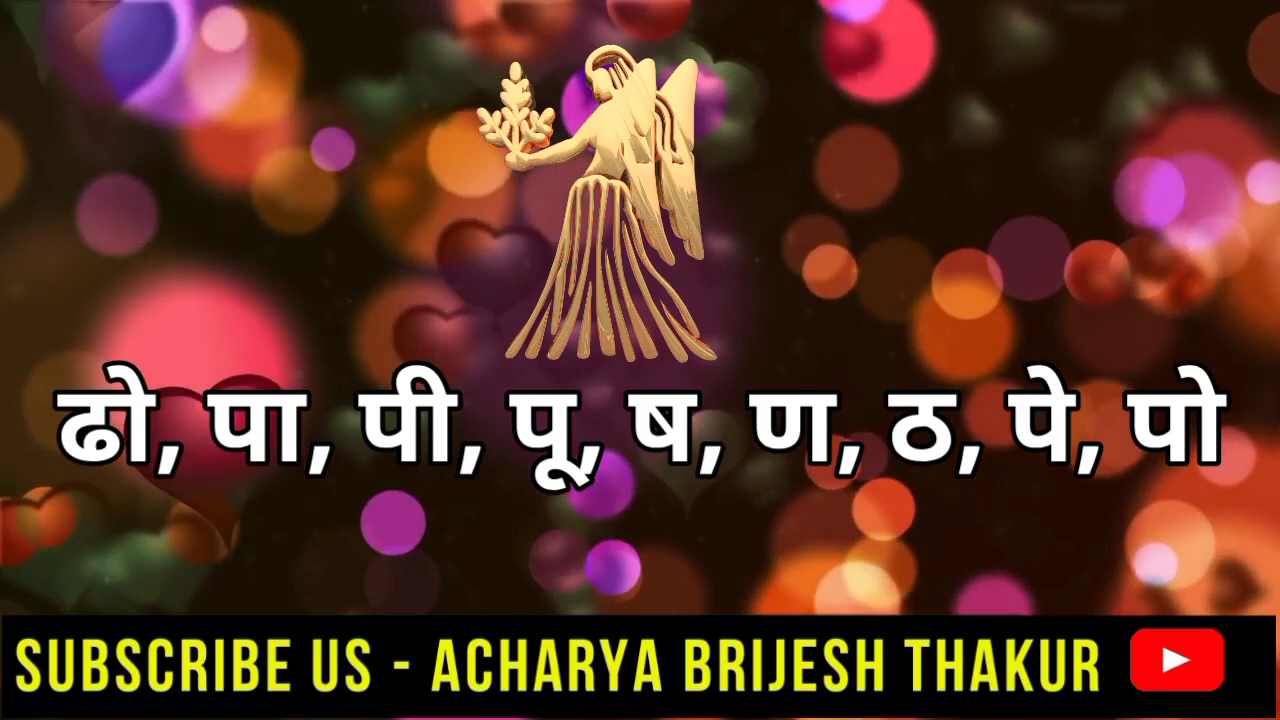 ढो, पा, पी, पू, ष, ण, ठ, पे, पो
SUBSCRIBE US - ACHARYA BRIJESH THAKUR